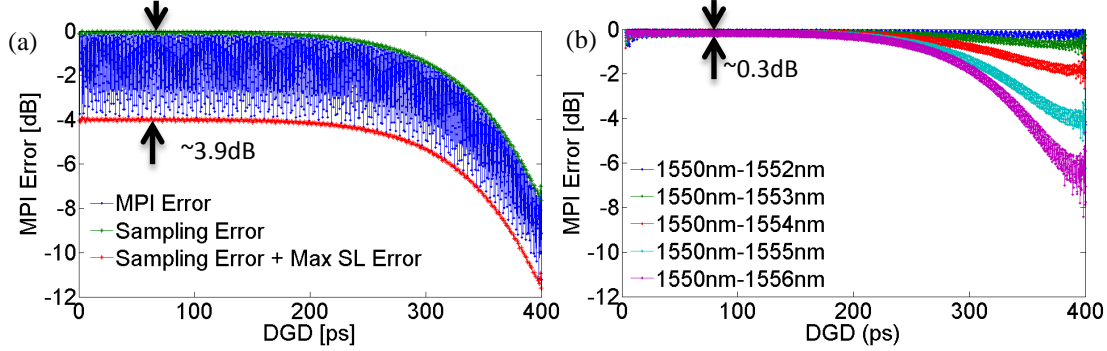 (a)
MPI Error [dB]
0
-2
-4
-6
-8
-10
-12
~3.9dB
MPI Error
Sampling Error
Sampling Error + Max SL Error
0 100 200 300 400
DGD [ps]
(b)
MPI Error [dB]
0
-2
-4
-6
-8
-10
-12
~0.3dB
1550nm-1552nm
1550nm-1553nm
1550nm-1554nm
1550nm-1555nm
1550nm-1556nm
0 100 200 300 400
DGD (ps)